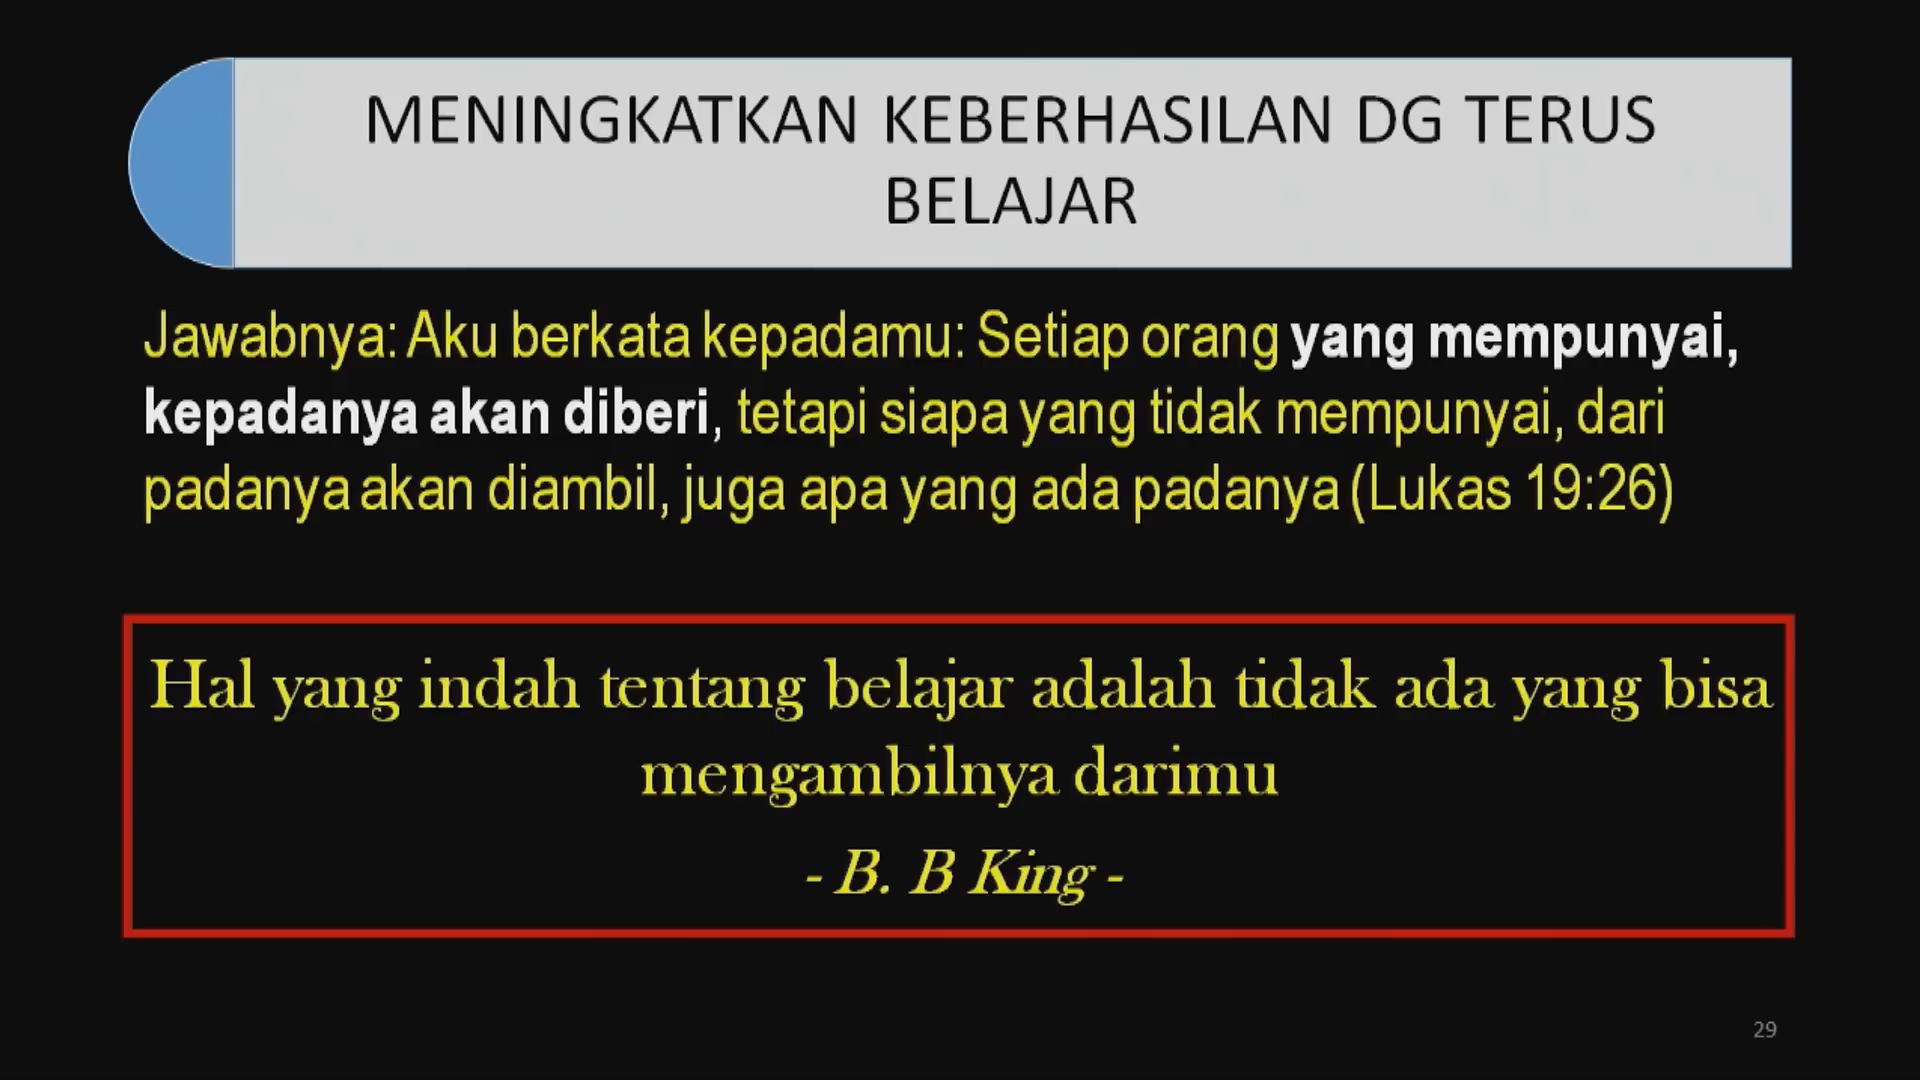 MENINGKATKAN KEBERHASILAN DG TERUS
BELAJAR
Jawabnya: Aku berkata kepadamu: Setiap orang yang mempunyai,
kepadanya akan diberi, tetapi siapa yang tidak mempunyai, dari
padanya akan diambil, juga apa yang ada padanya (Lukas 19:26)
Hal yang indah tentang belajar adalah tidak ada yang bisa
mengambilnya darimu
- B. B King -
29